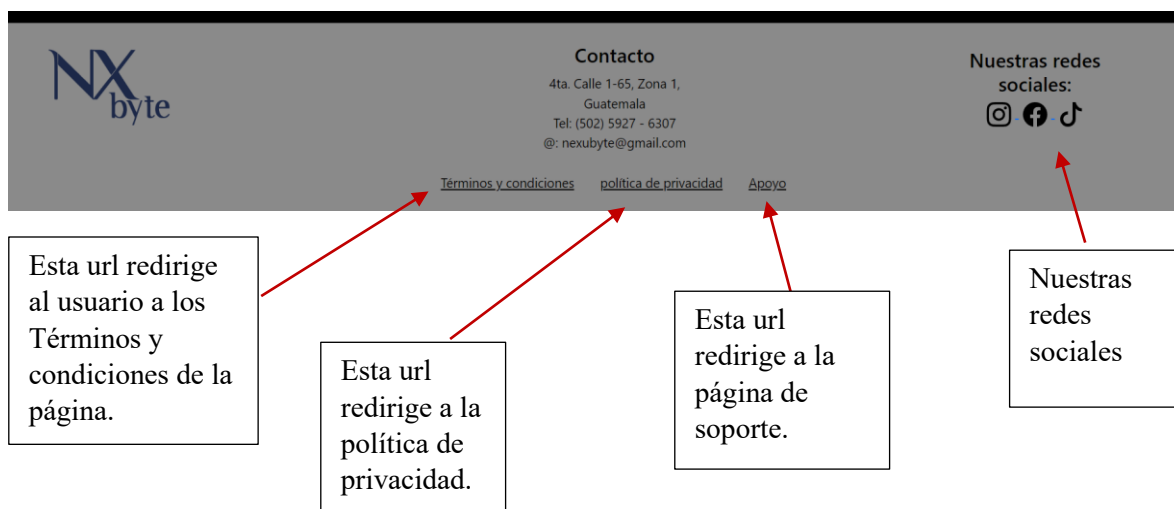 NX
byte
Contacto
4ta. Calle 1-65, Zona 1,
Guatemala
Tel: (502) 5927 - 6307
@: nexubyte@gmail.com
Nuestras redes
sociales:
Términos y condiciones política de privacidad Apoyo
Esta url redirige
al usuario a los
Términos y
condiciones de la
página.
Esta url
redirige a la
política de
privacidad.
Esta url
redirige a la
página de
soporte.
Nuestras
redes
sociales